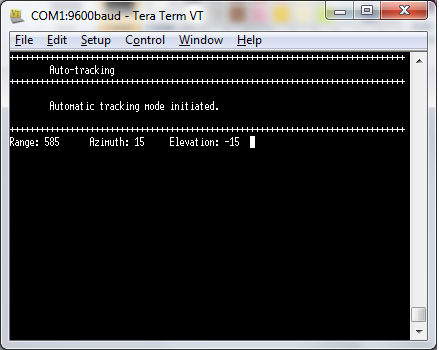 COM1:9600baud - Tera Term VT
File Edit Setup Control Window Help
Auto-tracking
Automatic tracking mode initiated.
Range: 585 Azimuth: 15 Elevation: -15